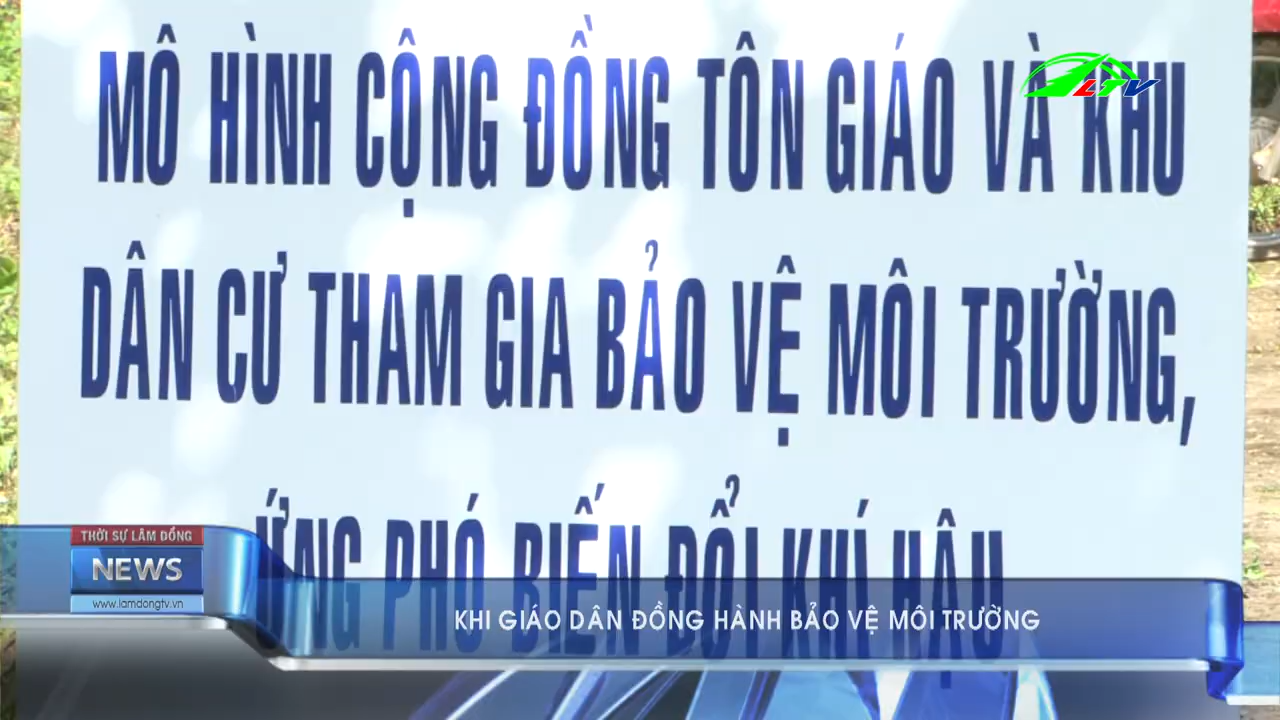 MÔ HÌNH CỘNG ĐỒNG TÔN GIÁO VÀ KHU
LTV
DÂN CƯ THAM GIA BẢO VỆ MÔI TRƯỜNG,
ỨNG PHÓ BIẾN ĐỔI KHÍ HẬU
THỜI SỰ LÂM ĐỒNG
NEWS
www.lamdongtv.vn
KHI GIÁO DÂN ĐỒNG HÀNH BẢO VỆ MÔI TRƯỜNG